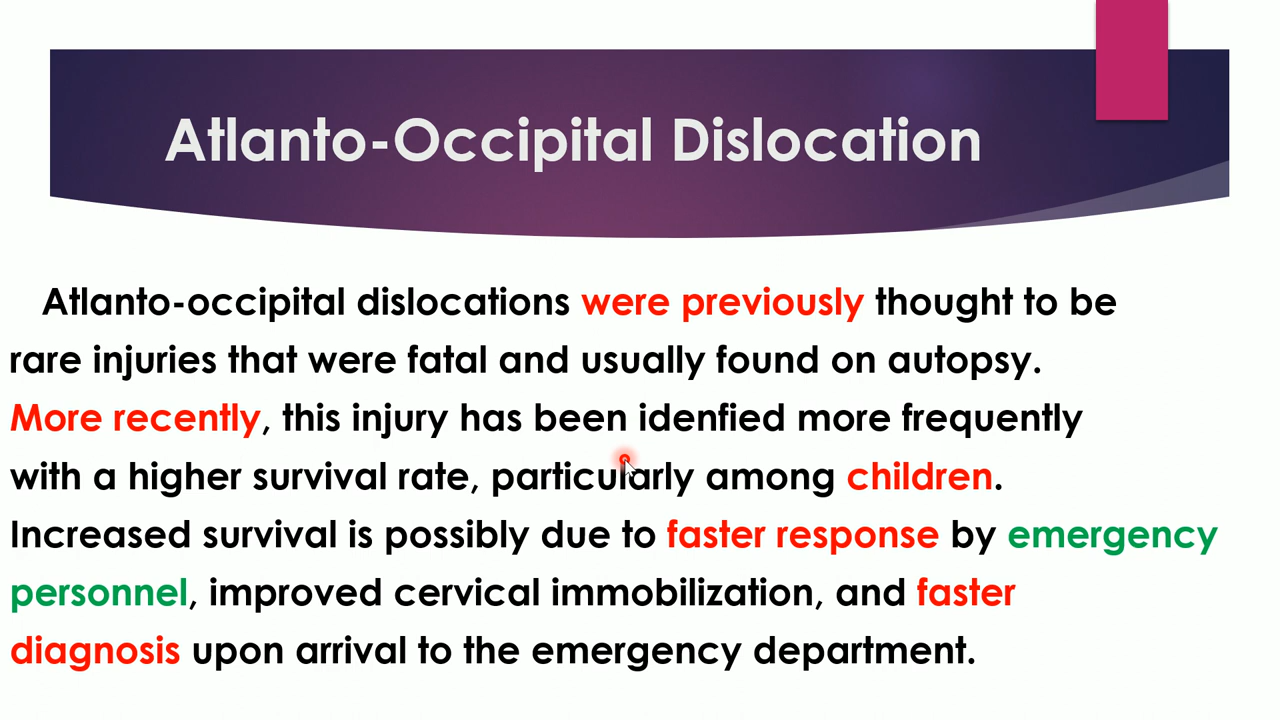 Atlanto-Occipital Dislocation
Atlanto-occipital dislocations were previously thought to be
rare injuries that were fatal and usually found on autopsy.
More recently, this injury has been idenfied more frequently
with a higher survival rate, particularly among children.
Increased survival is possibly due to faster response by emergency
personnel, improved cervical immobilization, and faster
diagnosis upon arrival to the emergency department.